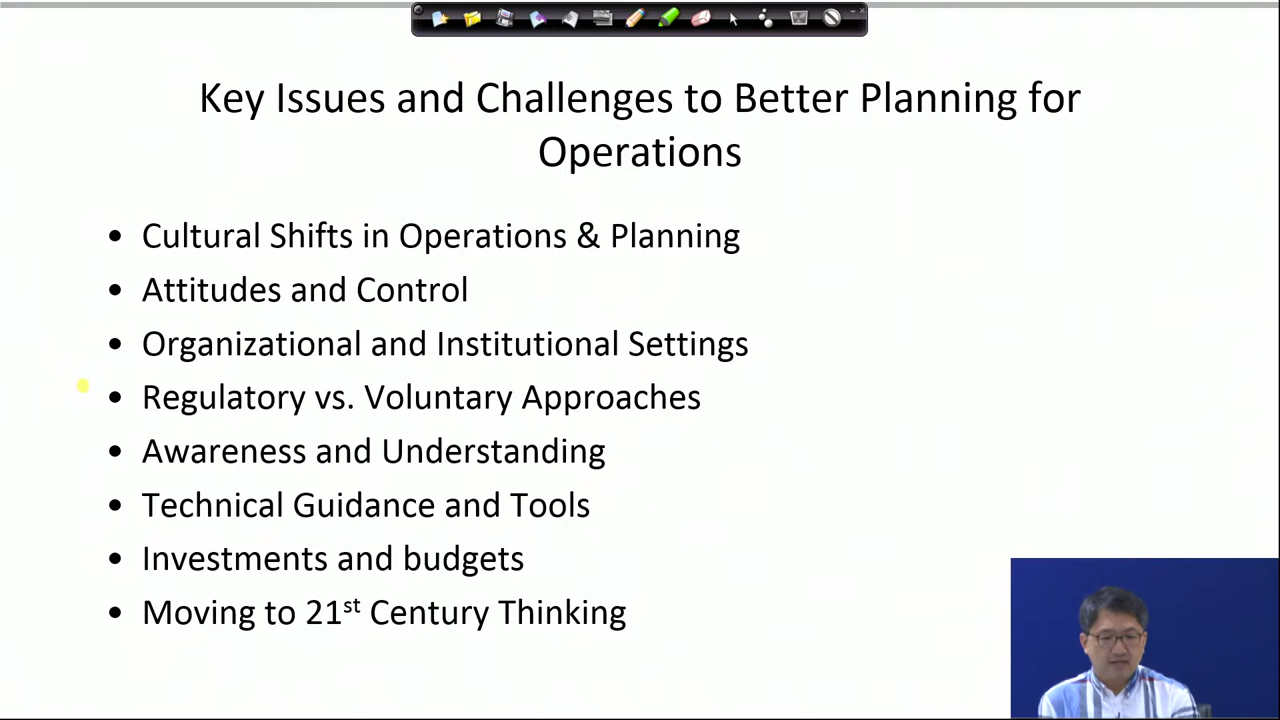 Key Issues and Challenges to Better Planning for
Operations
• Cultural Shifts in Operations & Planning
• Attitudes and Control
• Organizational and Institutional Settings
• Regulatory vs. Voluntary Approaches
• Awareness and Understanding
• Technical Guidance and Tools
• Investments and budgets
• Moving to 21st Century Thinking